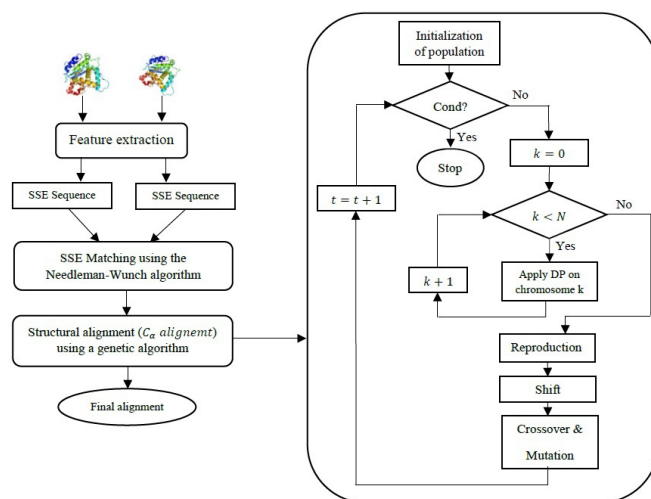 Feature extraction
SSE Sequence
SSE Sequence
SSE Matching using the
Needleman-Wunch algorithm
Structural alignment (Cα alignemt)
using a genetic algorithm
Final alignment
Initialization
of population
Cond?
No
Yes
Stop
k = 0
t = t + 1
k < N
No
Yes
k + 1
Apply DP on
chromosome k
Reproduction
Shift
Crossover &
Mutation